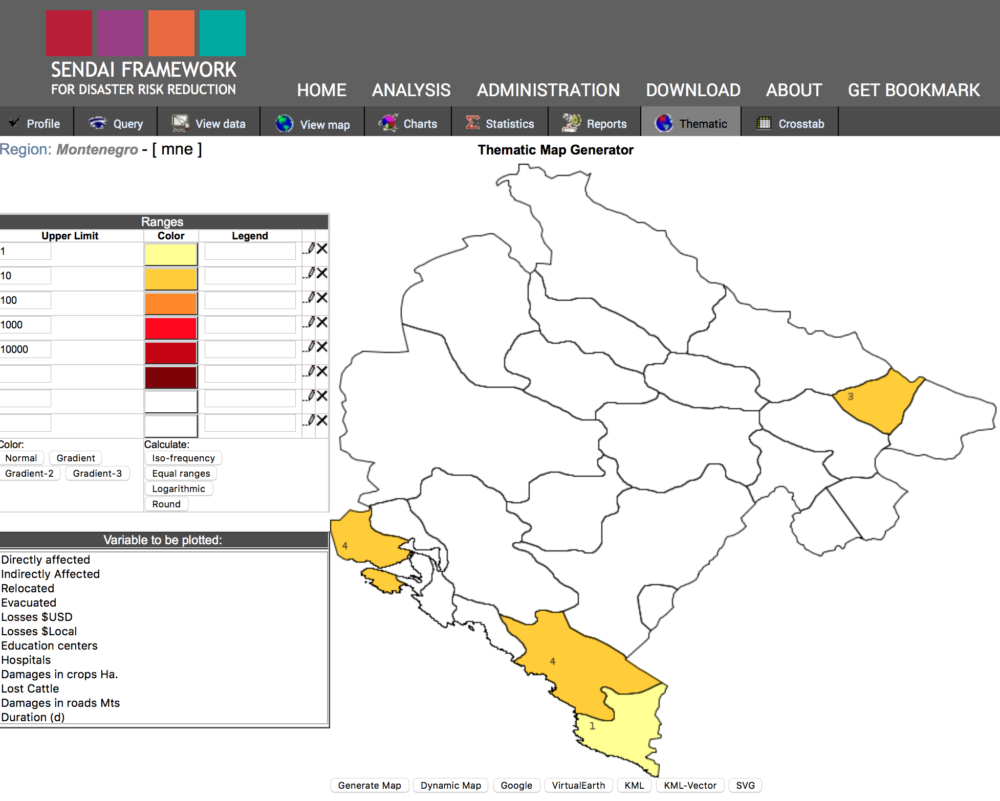 SENDAI FRAMEWORK
FOR DISASTER RISK REDUCTION
HOME ANALYSIS ADMINISTRATION DOWNLOAD ABOUT GET BOOKMARK
Profile Query View data View map Charts Statistics Reports Thematic Crosstab
Region: Montenegro - [ mne ]
Thematic Map Generator
Ranges
Upper Limit Color Legend
1
10
100
1000
10000
Color:
Normal Gradient
Gradient-2 Gradient-3
Calculate:
Iso-frequency
Equal ranges
Logarithmic
Round
Variable to be plotted:
Directly affected
Indirectly Affected
Relocated
Evacuated
Losses $USD
Losses $Local
Education centers
Hospitals
Damages in crops Ha.
Lost Cattle
Damages in roads Mts
Duration (d)
3
4
4
1
Generate Map Dynamic Map Google VirtualEarth KML KML-Vector SVG